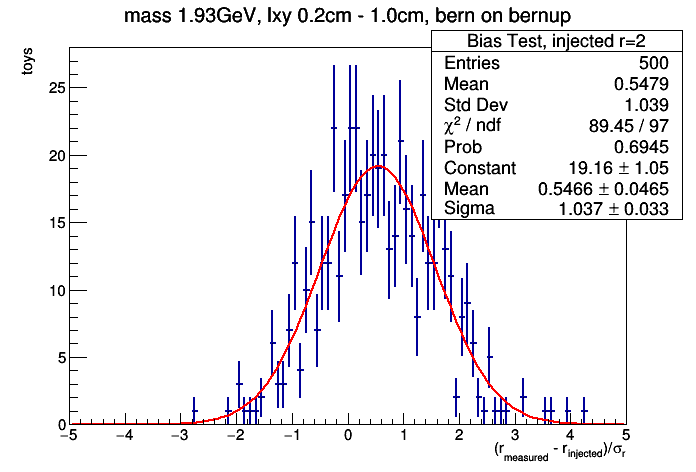 mass 1.93GeV, lxy 0.2cm - 1.0cm, bern on bernup
toys
Bias Test, injected r=2
Entries 500
Mean 0.5479
Std Dev 1.039
χ² / ndf 89.45 / 97
Prob 0.6945
Constant 19.16 ± 1.05
Mean 0.5466 ± 0.0465
Sigma 1.037 ± 0.033
25
20
15
10
5
0
−5 −4 −3 −2 −1 0 1 2 3 4 5
(r_measured - r_injected)/σ_r